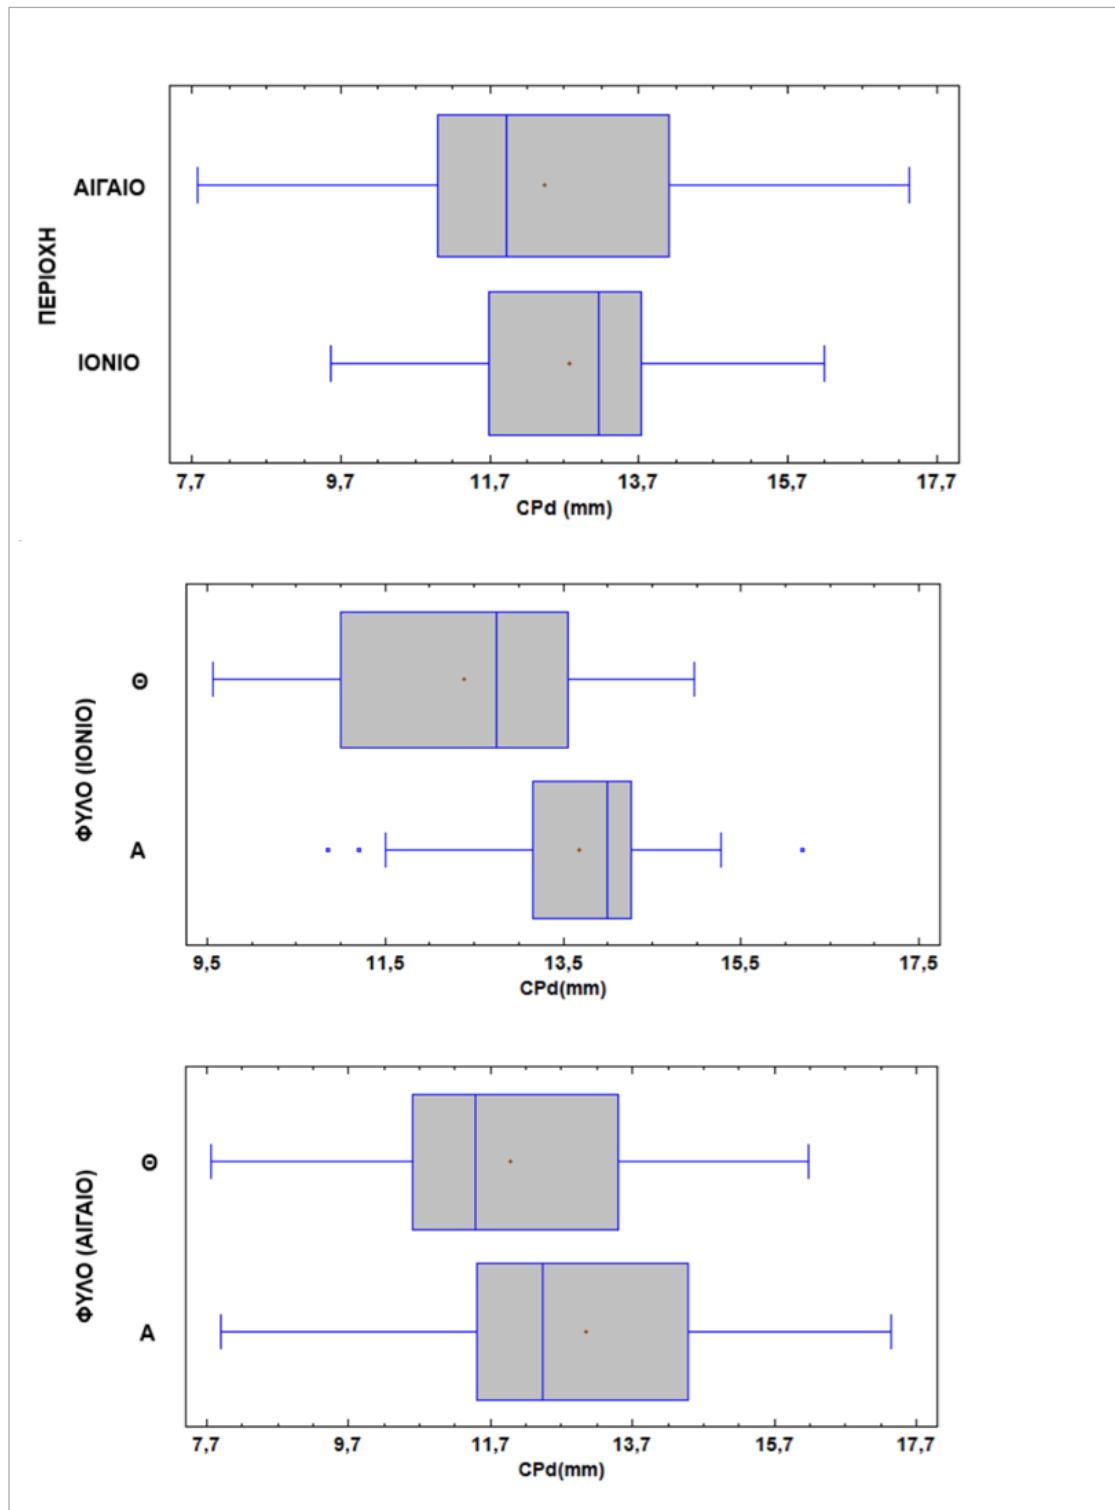 ΠΕΡΙΟΧΗ
ΑΙΓΑΙΟ
ΙΟΝΙΟ
7,7 9,7 11,7 13,7 15,7 17,7
CPd (mm)
ΦΥΛΟ (ΙΟΝΙΟ)
Θ
Α
9,5 11,5 13,5 15,5 17,5
CPd(mm)
ΦΥΛΟ (ΑΙΓΑΙΟ)
Θ
Α
7,7 9,7 11,7 13,7 15,7 17,7
CPd(mm)